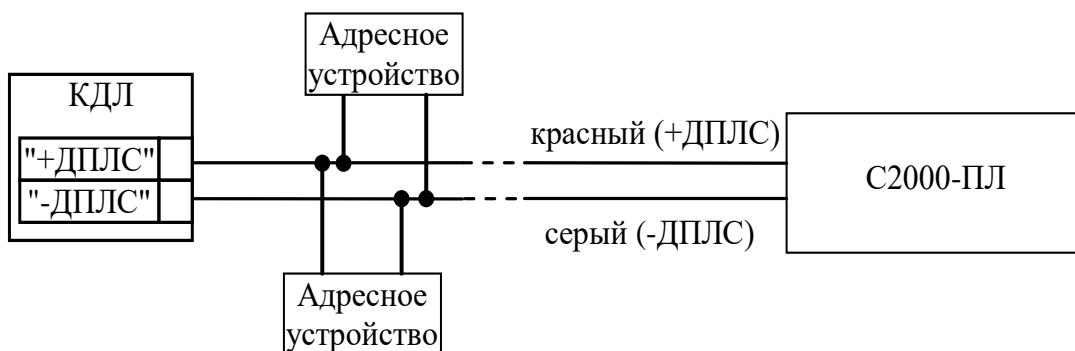 Адресное
устройство
КДЛ
"+ДПЛС"
"-ДПЛС"
красный (+ДПЛС)
С2000-ПЛ
серый (-ДПЛС)
Адресное
устройство